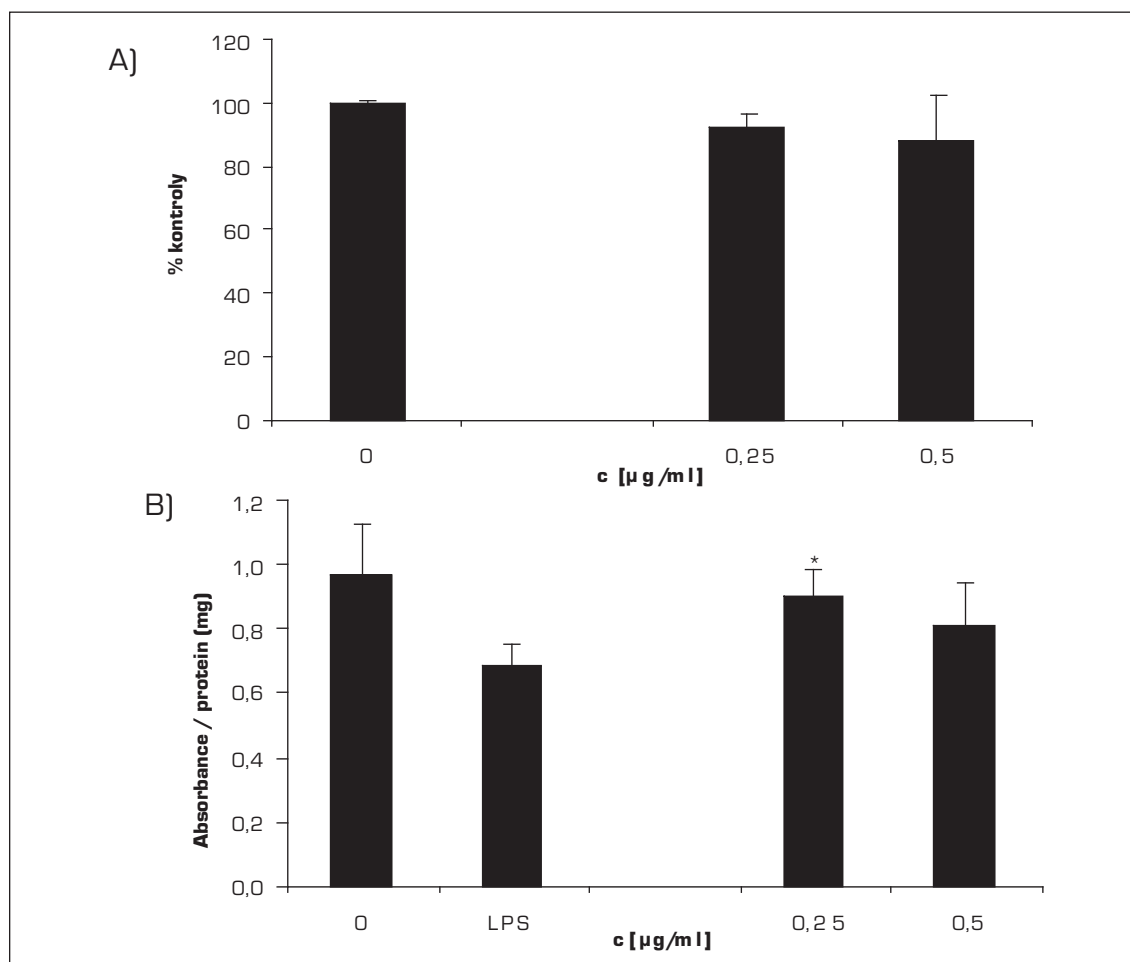 A)
% kontroly
120
100
80
60
40
20
0
0 0,25 0,5
c [µg/ml]
B)
Absorbance / protein (mg)
1,2
1,0
0,8
0,6
0,4
0,2
0,0
*
0 LPS 0,25 0,5
c [µg/ml]